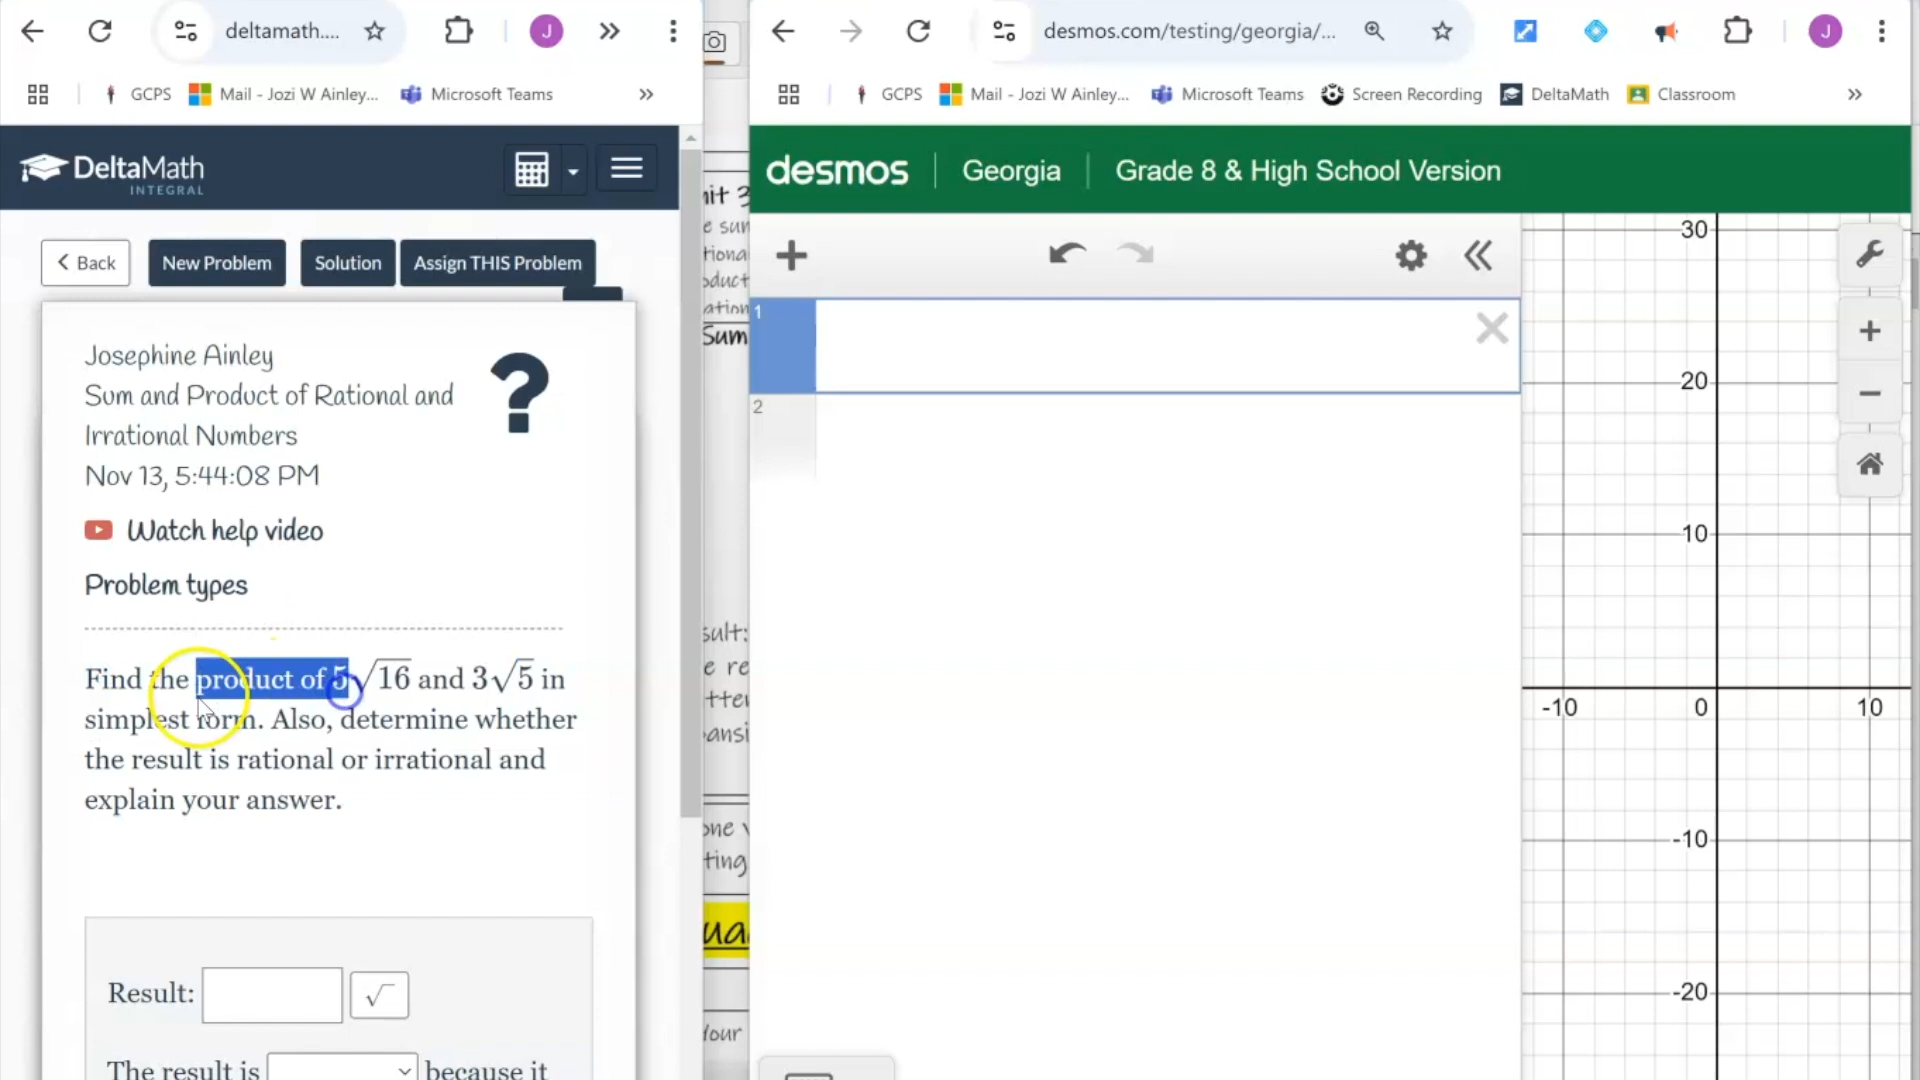 deltamath....
J
desmos.com/testing/georgia/...
J
GCPS
Mail - Jozi W Ainley...
Microsoft Teams
GCPS
Mail - Jozi W Ainley...
Microsoft Teams
Screen Recording
DeltaMath
Classroom
DeltaMath
INTEGRAL
desmos
Georgia
Grade 8 & High School Version
Back
New Problem
Solution
Assign THIS Problem
Josephine Ainley
Sum and Product of Rational and
Irrational Numbers
Nov 13, 5:44:08 PM
?
Watch help video
Problem types
Find the product of 5√16 and 3√5 in
simplest form. Also, determine whether
the result is rational or irrational and
explain your answer.
Result:
√
The result is because it
Sum
1
2
30
20
10
-10
0
10
-10
-20